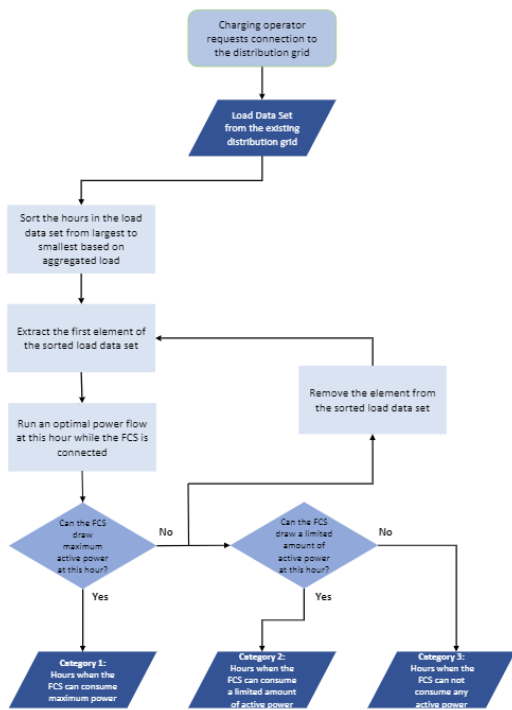 Charging operator
requests connection to
the distribution grid
Load Data Set
from the existing
distribution grid
Sort the hours in the load
data set from largest to
smallest based on
aggregated load
Extract the first element of
the sorted load data set
Remove the element from
the sorted load data set
Run an optimal power flow
at this hour while the FCS is
connected
Can the FCS
draw
maximum
active power
at this hour?
No
Can the FCS
draw a limited
amount of
active power
at this hour?
No
Yes
Yes
Category 1:
Hours when the
FCS can consume
maximum power
Category 2:
Hours when the
FCS can consume
a limited amount
of active power
Category 3:
Hours when the
FCS can not
consume any
active power